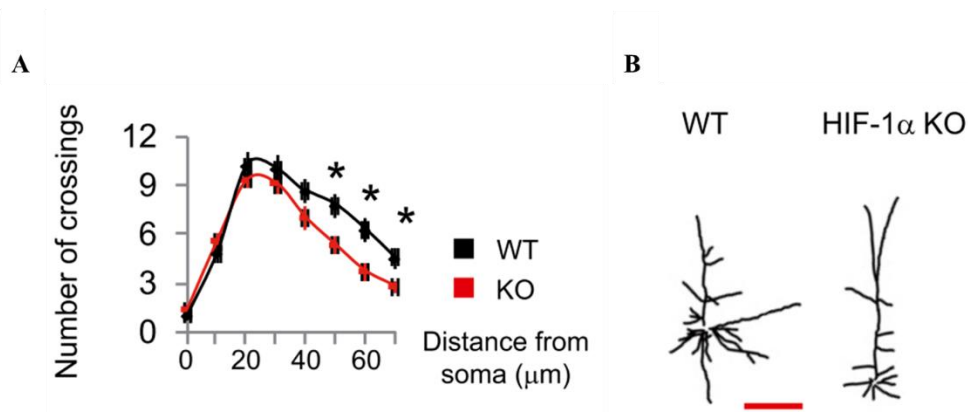 A
B
Number of crossings
12
9
6
3
0
0 20 40 60
Distance from
soma (μm)
* * *
WT
KO
WT HIF-1α KO